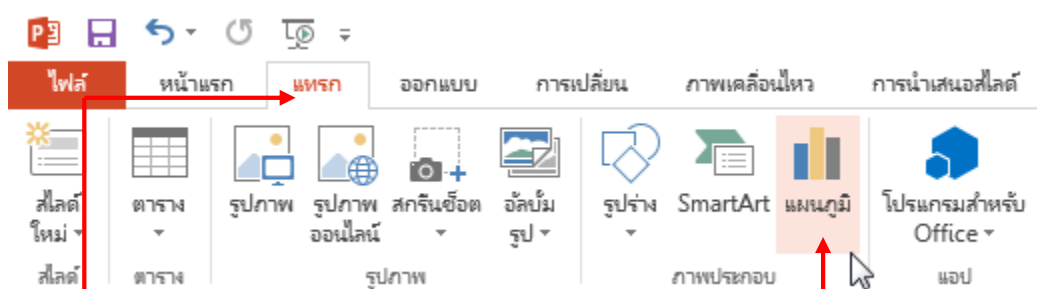 ไฟล์ หน้าแรก แทรก ออกแบบ การเปลี่ยน ภาพเคลื่อนไหว การนำเสนอสไลด์
สไลด์ ตาราง รูปภาพ รูปภาพ สกรีนช็อต อัลบั้ม รูปร่าง SmartArt แผนภูมิ โปรแกรมสำหรับ
ใหม่ ออนไลน์ รูป Office
สไลด์ ตาราง รูปภาพ ภาพประกอบ แอป